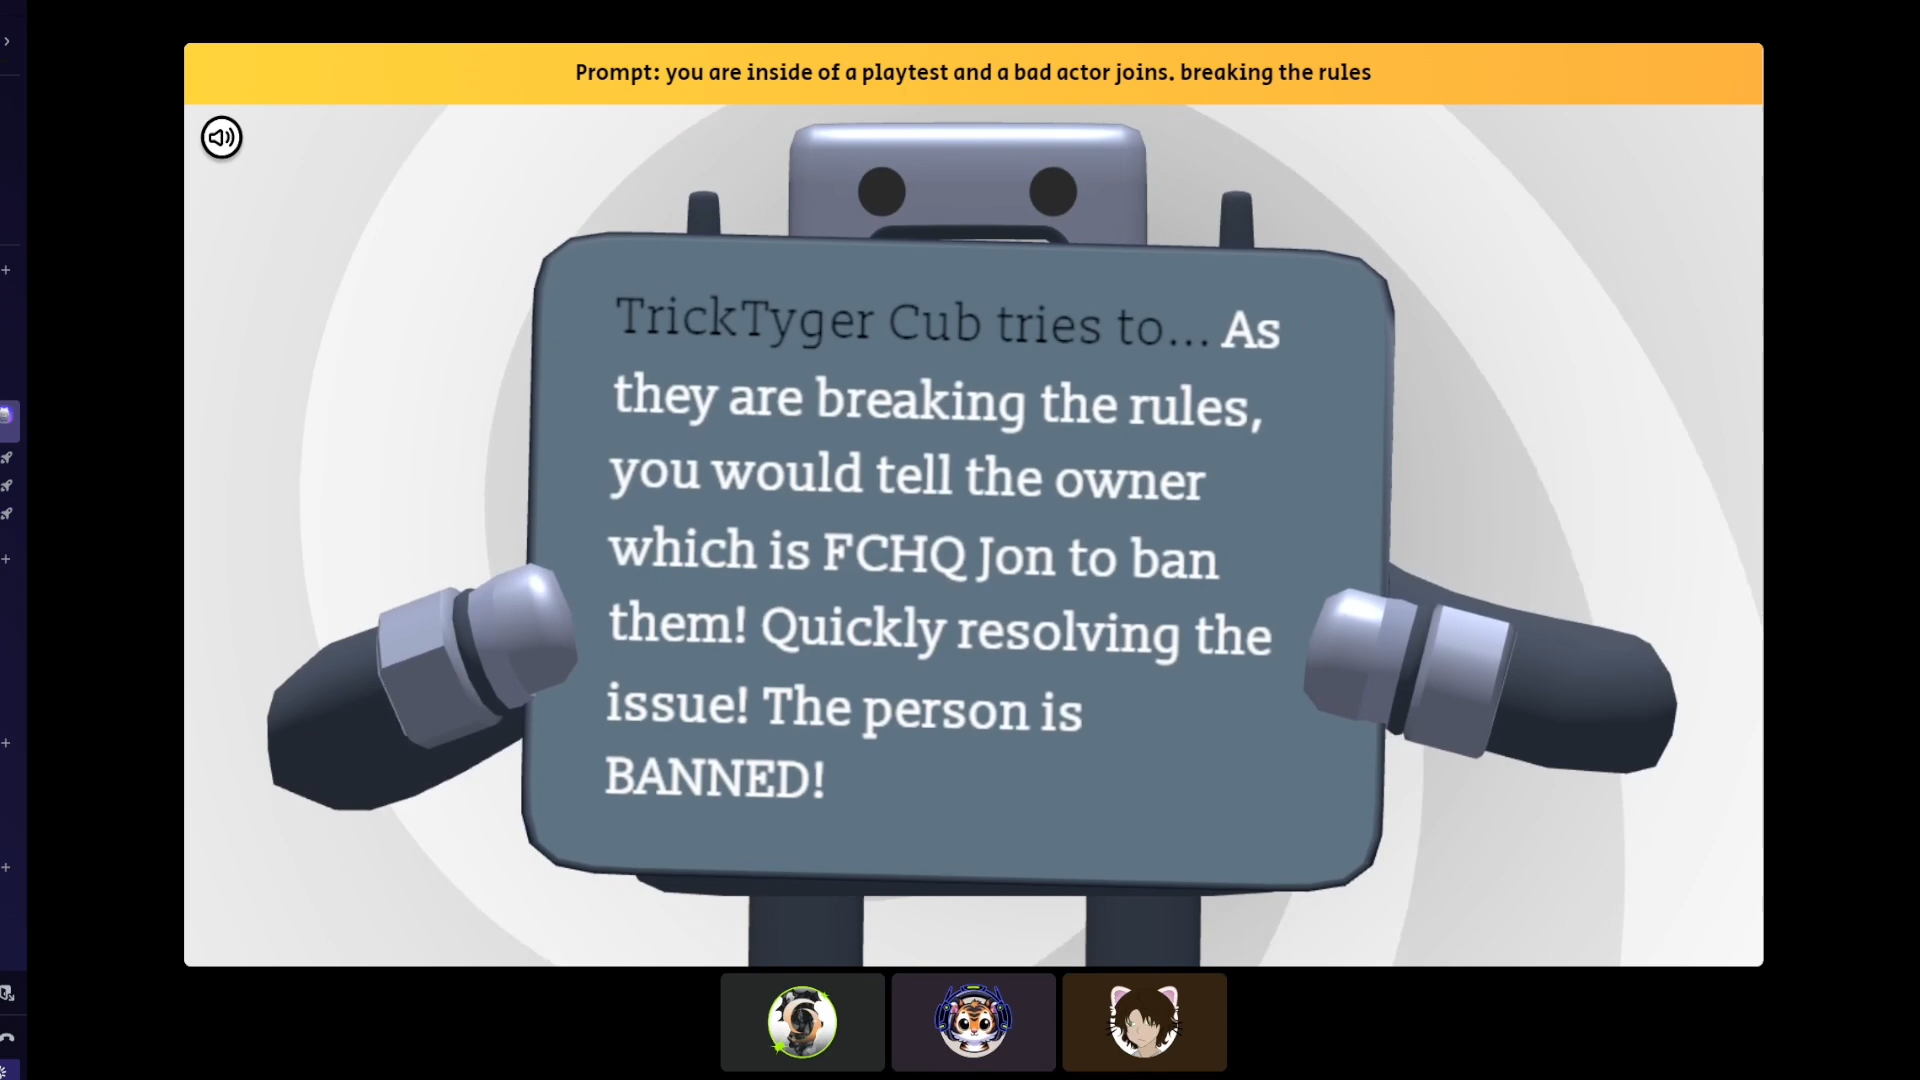 Prompt: you are inside of a playtest and a bad actor joins. breaking the rules
TrickTyger Cub tries to... As
they are breaking the rules,
you would tell the owner
which is FCHQ Jon to ban
them! Quickly resolving the
issue! The person is
BANNED!